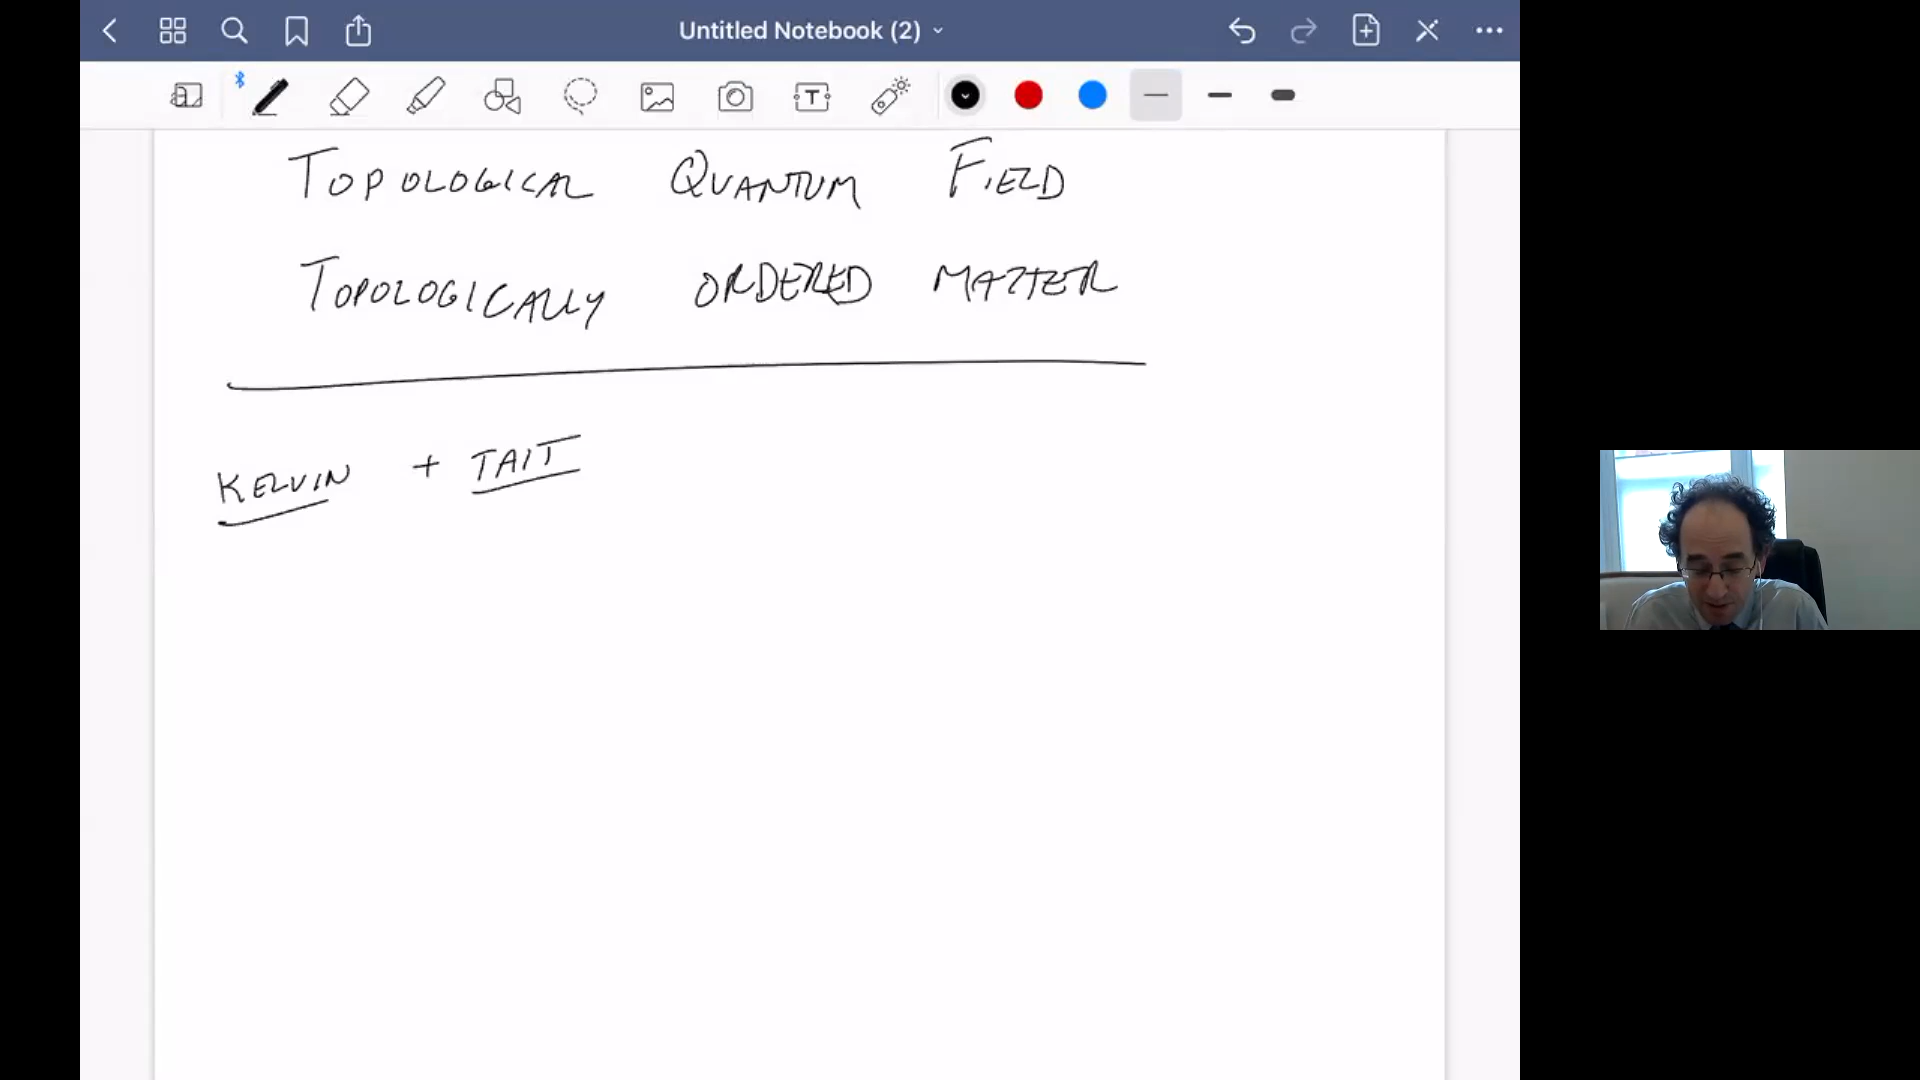 Untitled Notebook (2)
T
TOPOLOGICAL QUANTUM FIELD
TOPOLOGICALLY ORDERED MATTER
KELVIN + TAIT